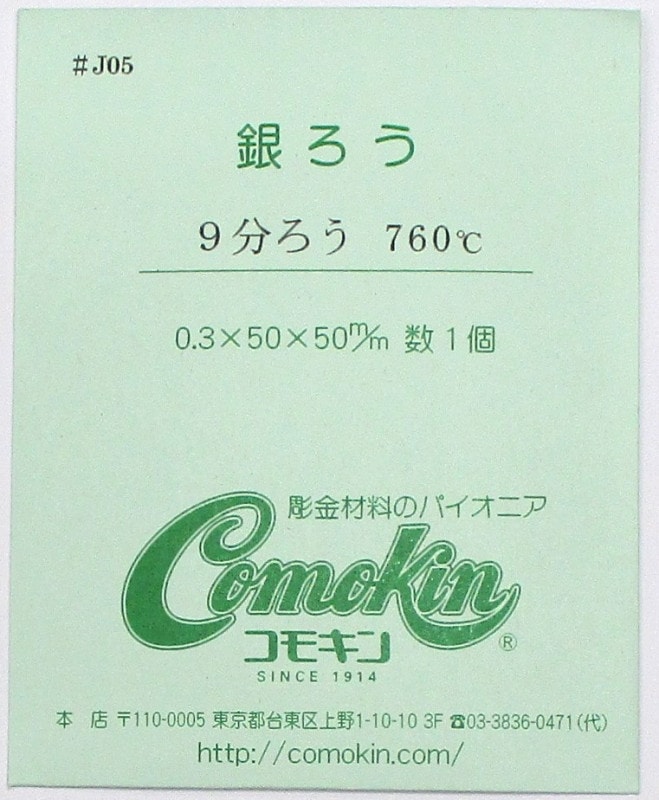 #J05
銀ろう
9分ろう 760℃
0.3×50×50m/m 数1個
彫金材料のパイオニア
Comokin
コモキン®
SINCE 1914
本 店 〒110-0005 東京都台東区上野1-10-10 3F ☎03-3836-0471(代)
http://comokin.com/